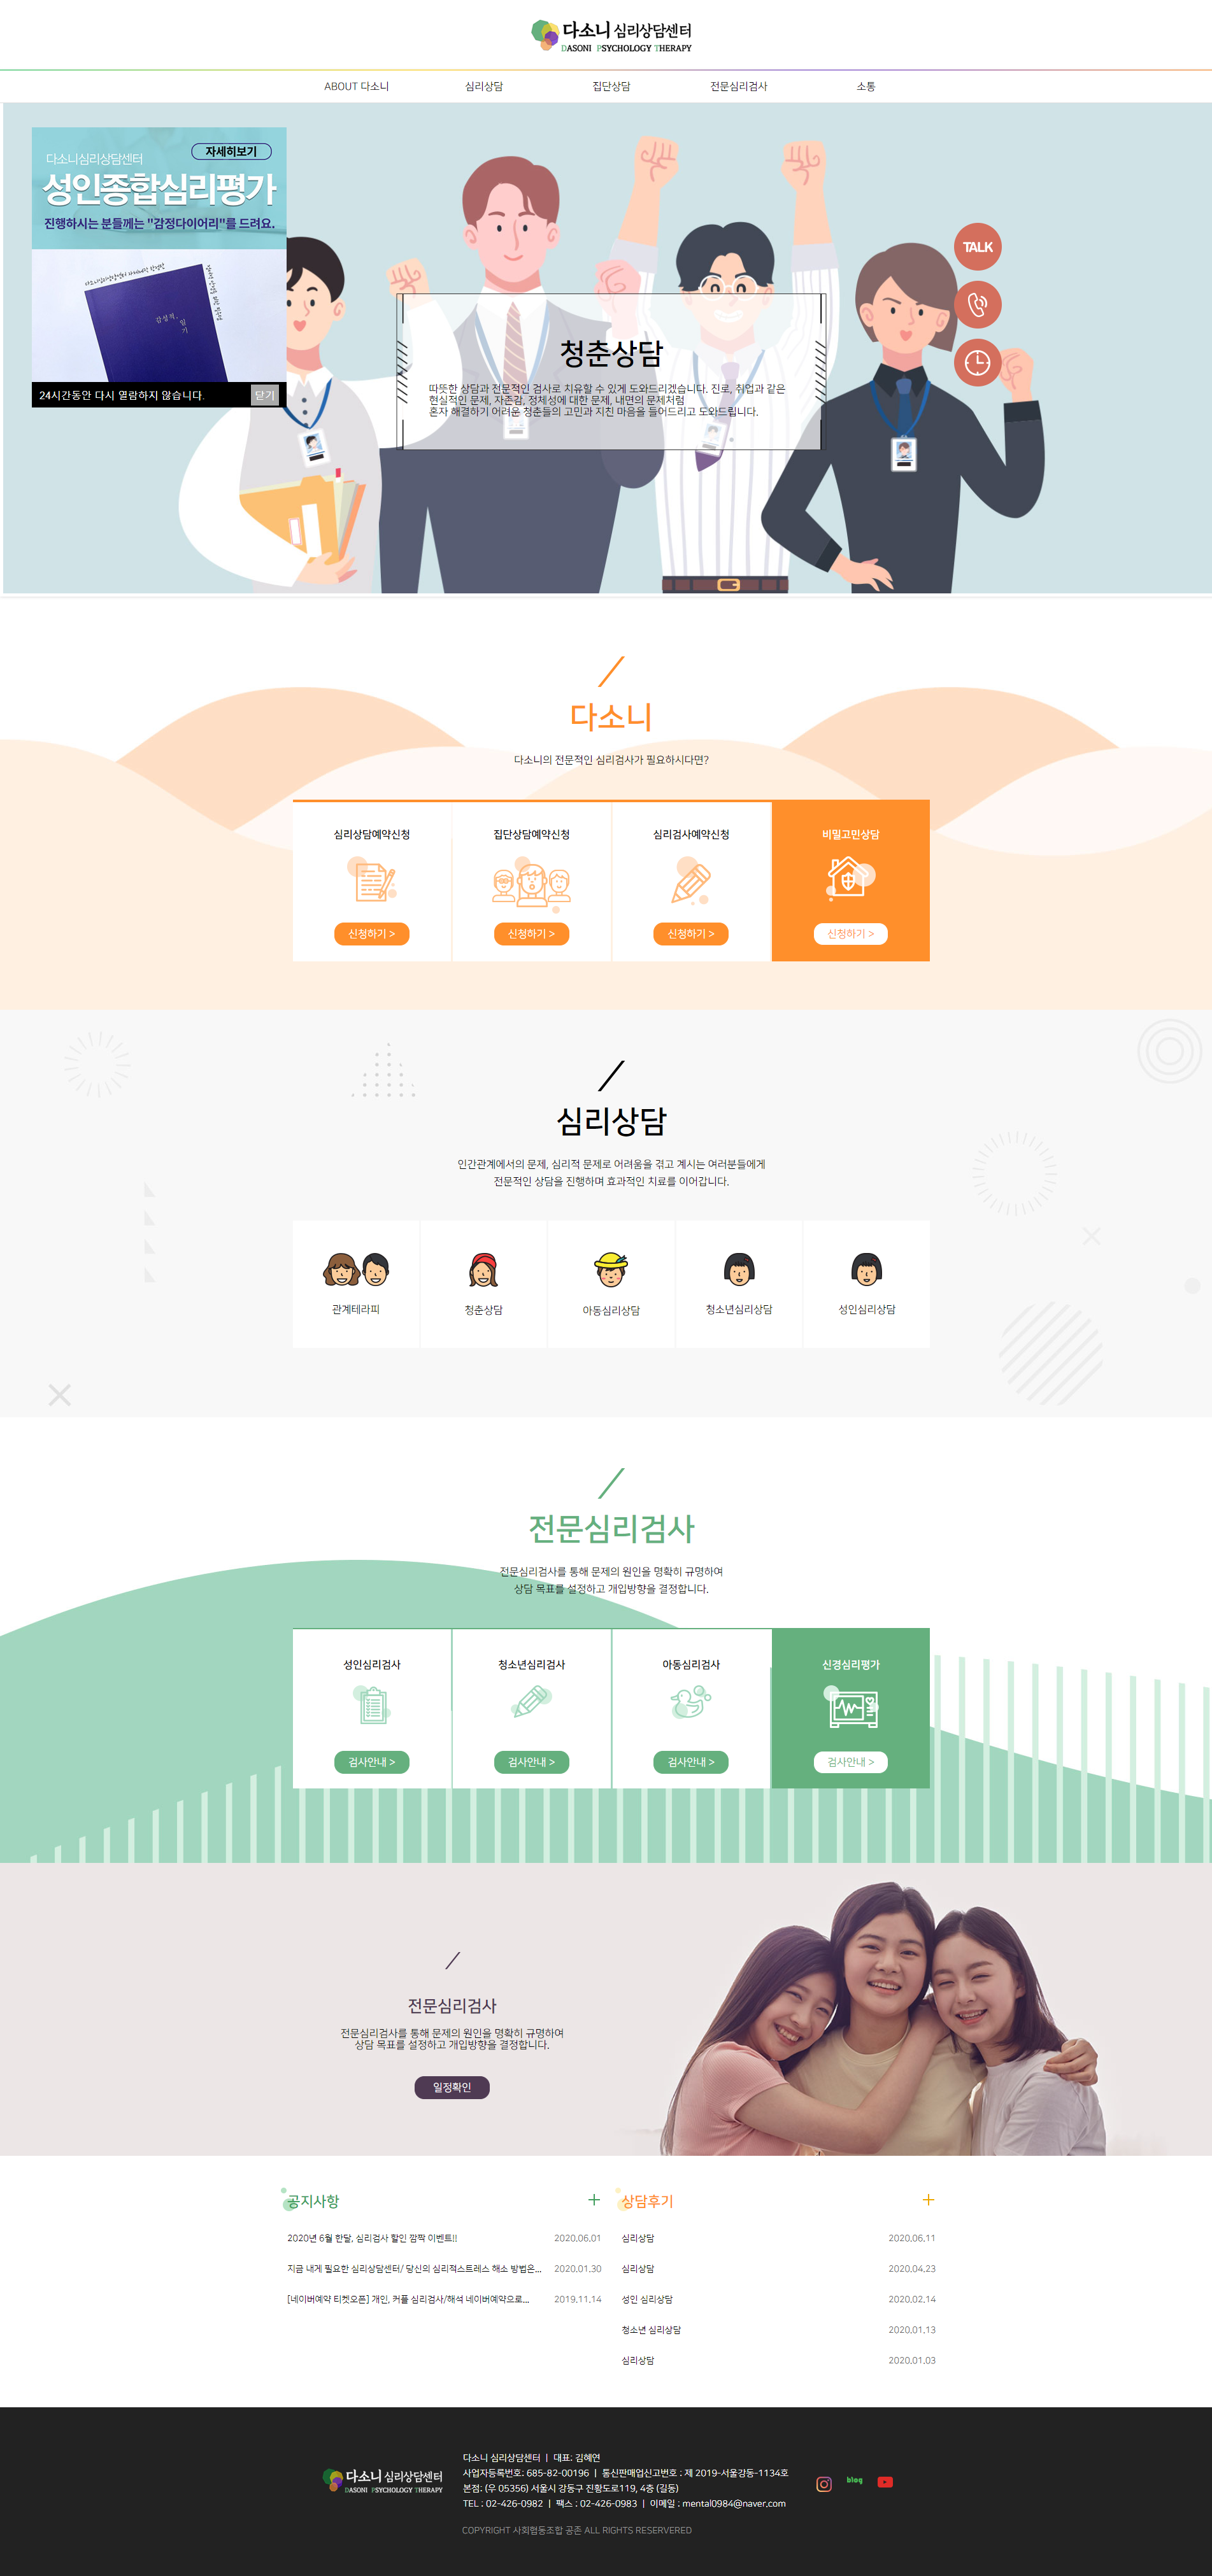 다소니 심리상담센터
DASONI PSYCHOLOGY THERAPY
ABOUT 다소니
심리상담
집단상담
전문심리검사
소통
다소니심리상담센터
자세히보기
성인종합심리평가
진행하시는 분들께는 "감정다이어리"를 드려요.
24시간동안 다시 열람하지 않습니다.
닫기
TALK
청춘상담
따뜻한 상담과 전문적인 검사로 치유할 수 있게 도와드리겠습니다. 진로, 취업과 같은
현실적인 문제, 자존감, 정체성에 대한 문제, 내면의 문제처럼
혼자 해결하기 어려운 청춘들의 고민과 지친 마음을 들어드리고 도와드립니다.
다소니
다소니의 전문적인 심리검사가 필요하시다면?
심리상담예약신청
집단상담예약신청
심리검사예약신청
비밀고민상담
신청하기 >
신청하기 >
신청하기 >
신청하기 >
심리상담
인간관계에서의 문제, 심리적 문제로 어려움을 겪고 계시는 여러분들에게
전문적인 상담을 진행하며 효과적인 치료를 이어갑니다.
관계테라피
청춘상담
아동심리상담
청소년심리상담
성인심리상담
전문심리검사
전문심리검사를 통해 문제의 원인을 명확히 규명하여
상담 목표를 설정하고 개입방향을 결정합니다.
성인심리검사
청소년심리검사
아동심리검사
신경심리평가
검사안내 >
검사안내 >
검사안내 >
검사안내 >
전문심리검사
전문심리검사를 통해 문제의 원인을 명확히 규명하여
상담 목표를 설정하고 개입방향을 결정합니다.
일정확인
공지사항
2020년 6월 한달, 심리검사 할인 깜짝 이벤트!! 2020.06.01
지금 내게 필요한 심리상담센터/ 당신의 심리적스트레스 해소 방법은... 2020.01.30
[네이버예약 티켓오픈] 개인, 커플 심리검사/해석 네이버예약으로... 2019.11.14
상담후기
심리상담 2020.06.11
심리상담 2020.04.23
성인 심리상담 2020.02.14
청소년 심리상담 2020.01.13
심리상담 2020.01.03
다소니 심리상담센터
DASONI PSYCHOLOGY THERAPY
다소니 심리상담센터 | 대표: 김혜연
사업자등록번호: 685-82-00196 | 통신판매업신고번호 : 제 2019-서울강동-1134호
본점: (우 05356) 서울시 강동구 진황도로119, 4층 (길동)
TEL : 02-426-0982 | 팩스 : 02-426-0983 | 이메일 : mental0984@naver.com
COPYRIGHT 사회협동조합 공존 ALL RIGHTS RESERVERED
blog